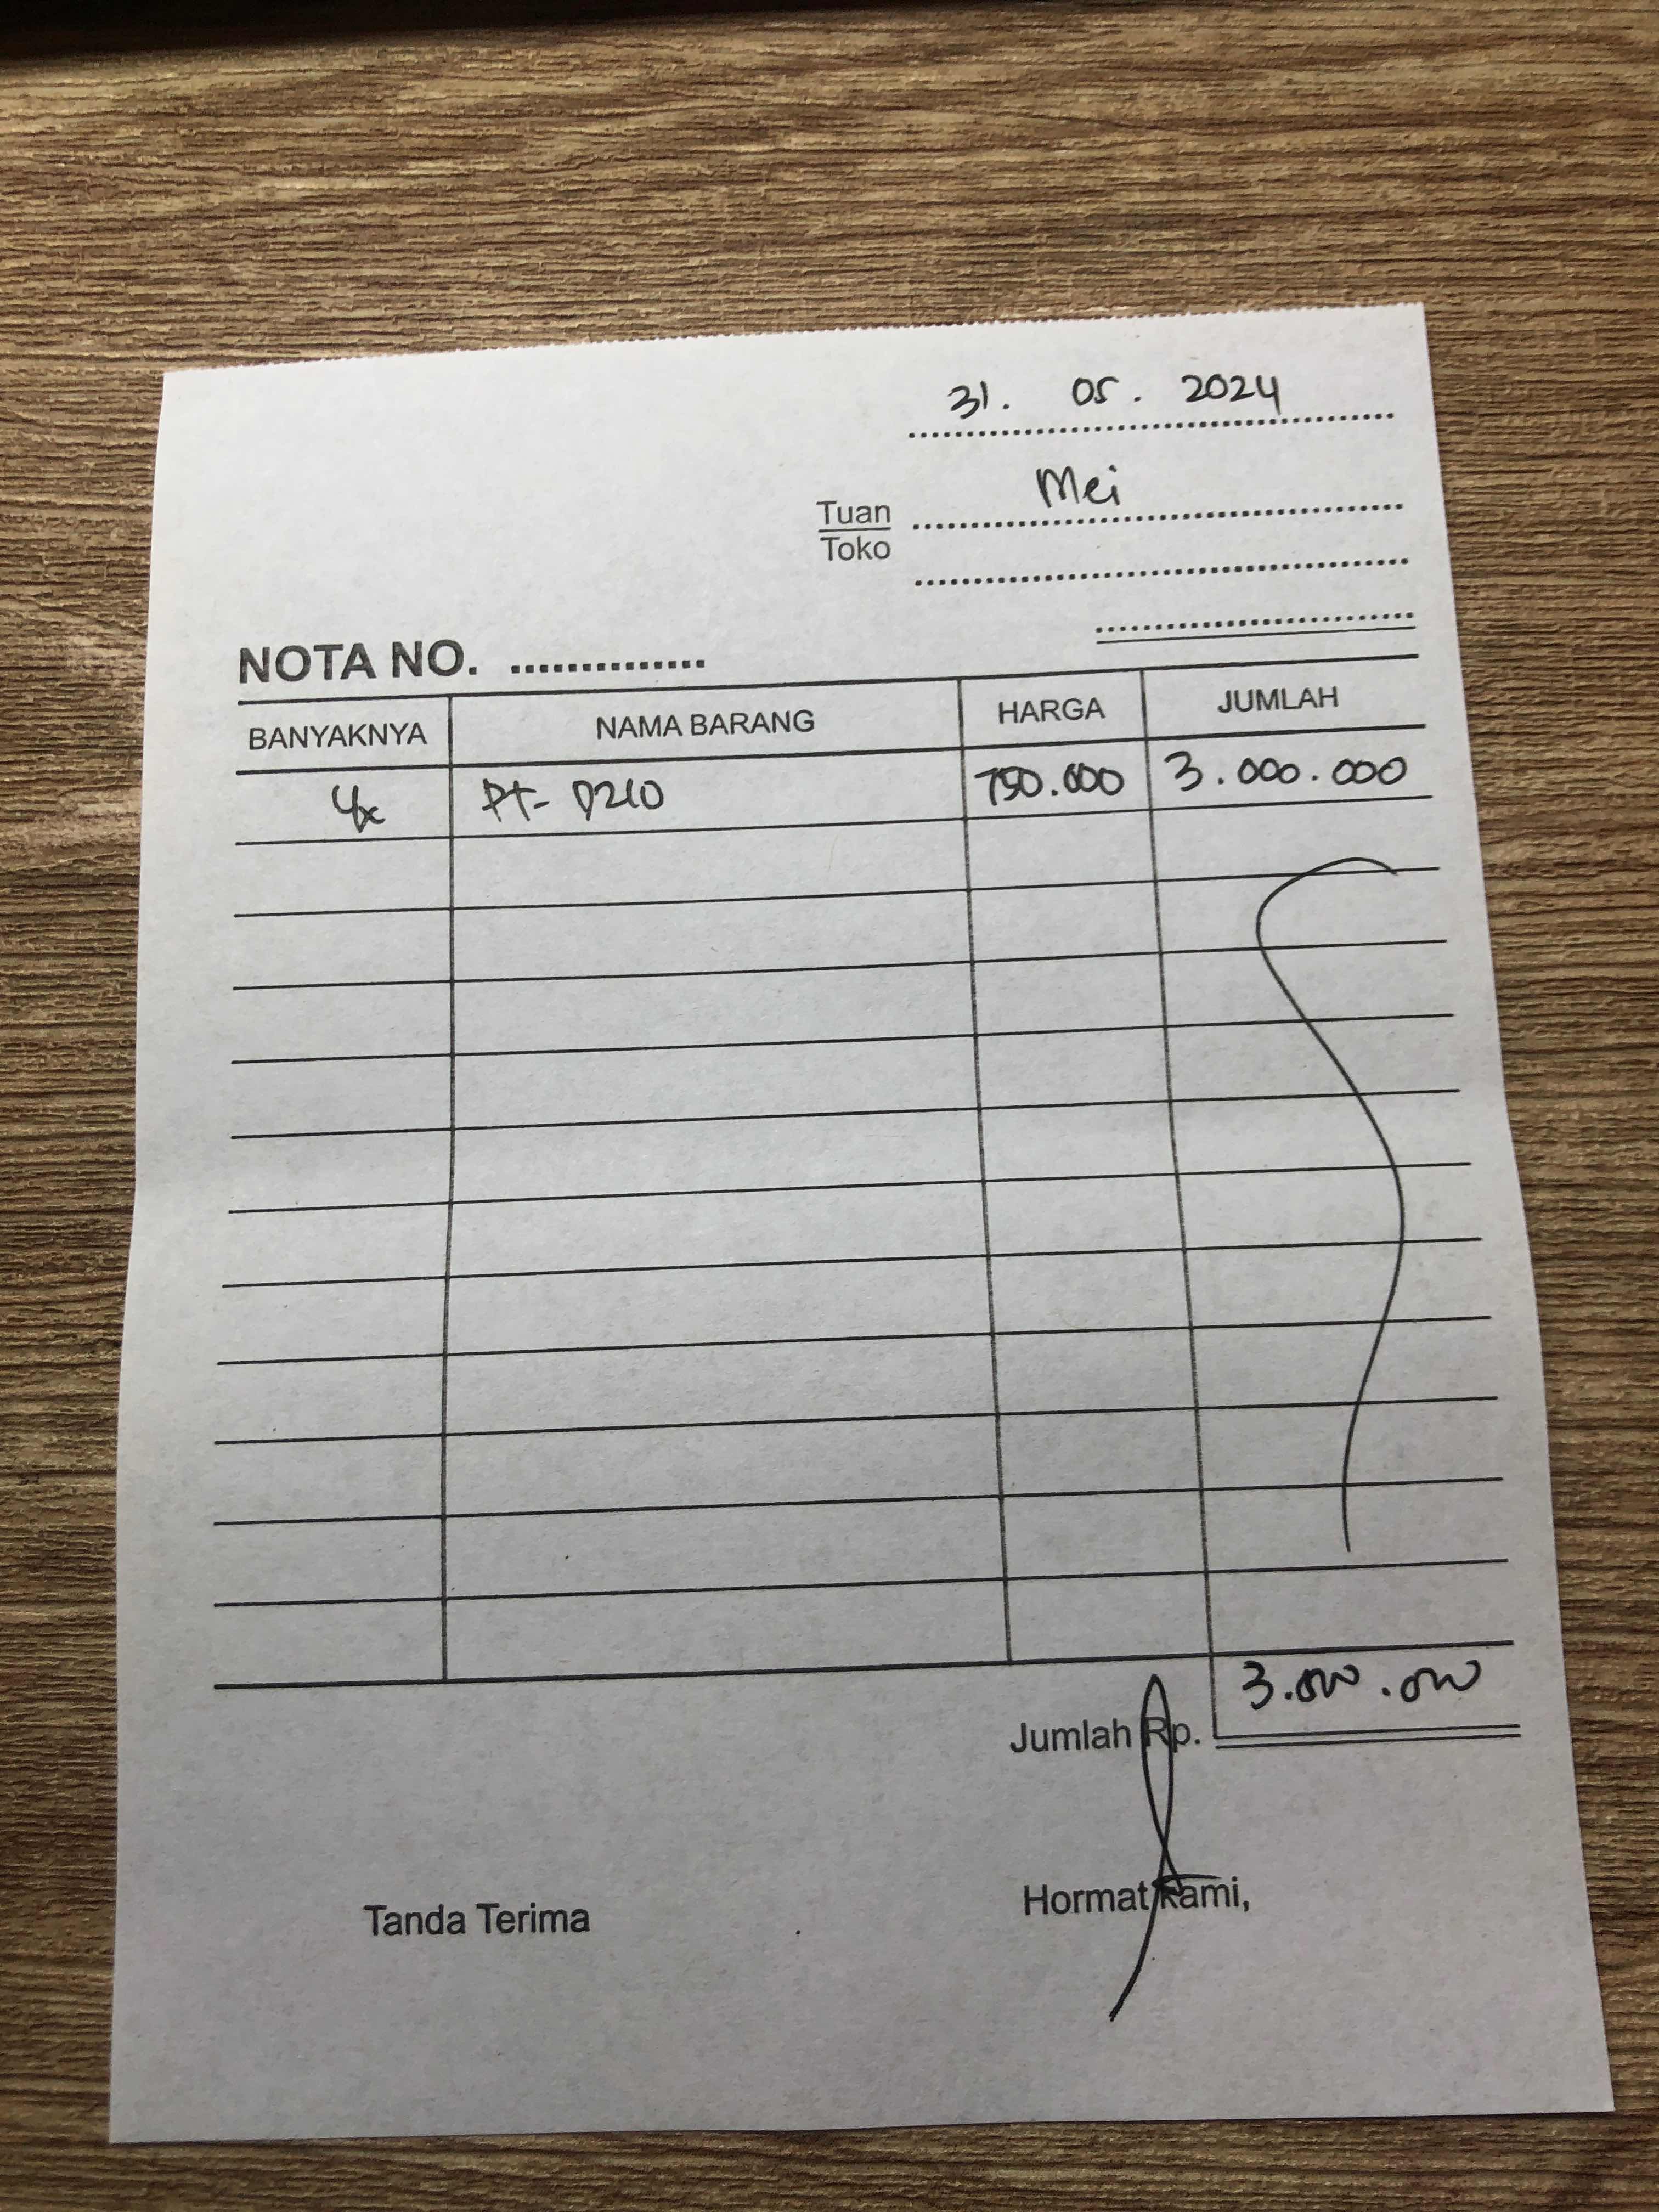 31. 05. 2024
Tuan Mei
Toko
NOTA NO. ..............
BANYAKNYA NAMA BARANG HARGA JUMLAH
4x PT- D210 750.000 3.000.000
Jumlah Rp. 3.000.000
Tanda Terima Hormat kami,